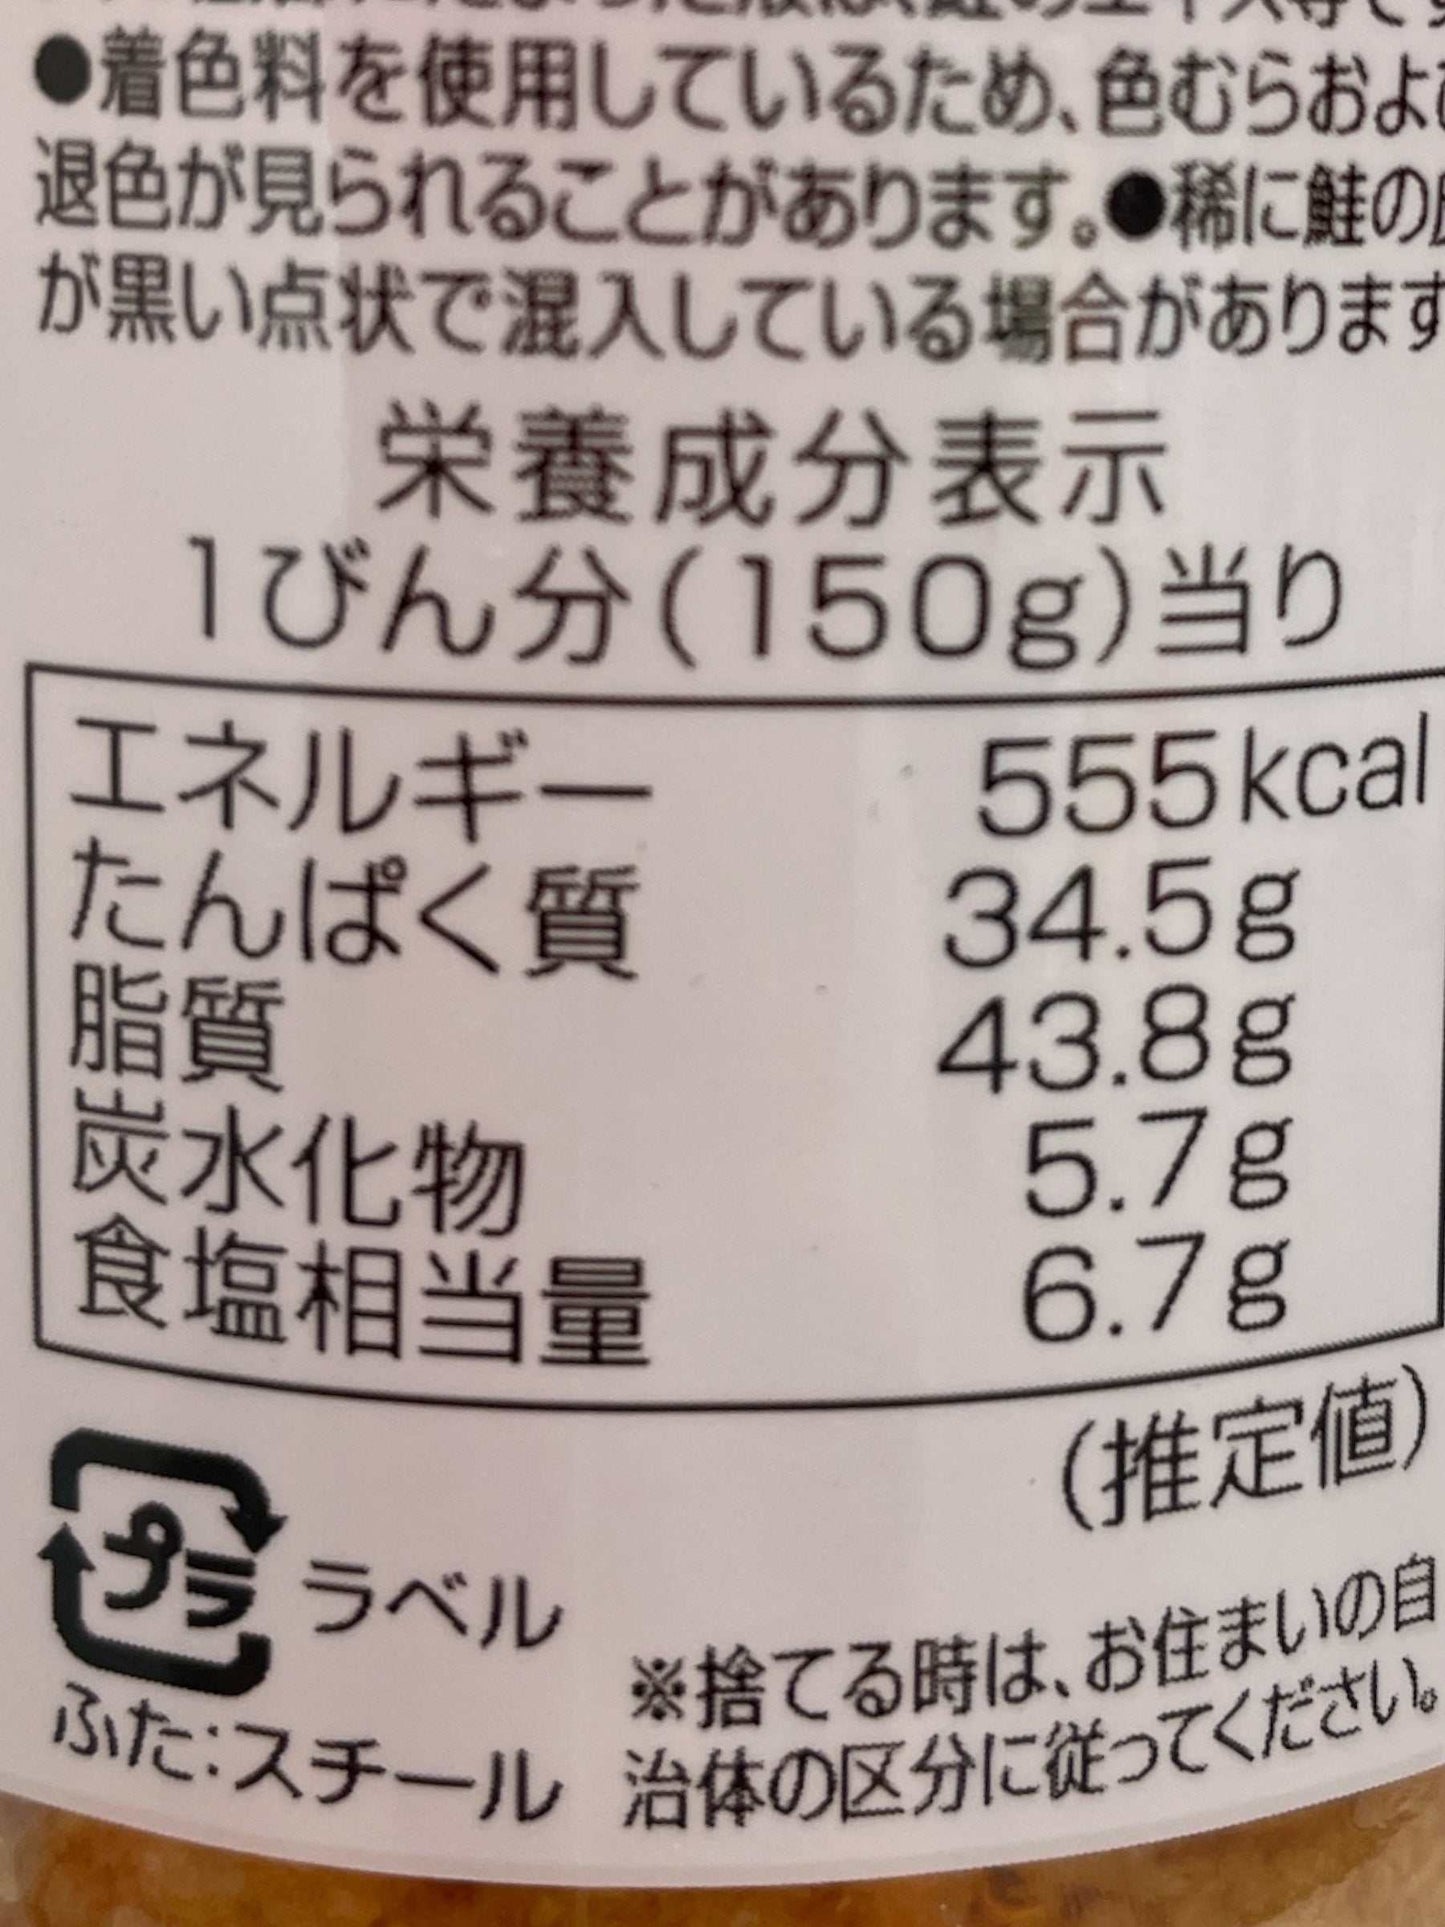 ●着色料を使用しているため、色むらおよび
退色が見られることがあります。●稀に鮭の
が黒い点状で混入している場合があります
栄養成分表示
1びん分(150g)当り
エネルギー 555kcal
たんぱく質 34.5g
脂質 43.8g
炭水化物 5.7g
食塩相当量 6.7g
(推定値)
プラ ラベル
ふた:スチール
※捨てる時は、お住まいの自
治体の区分に従ってください。